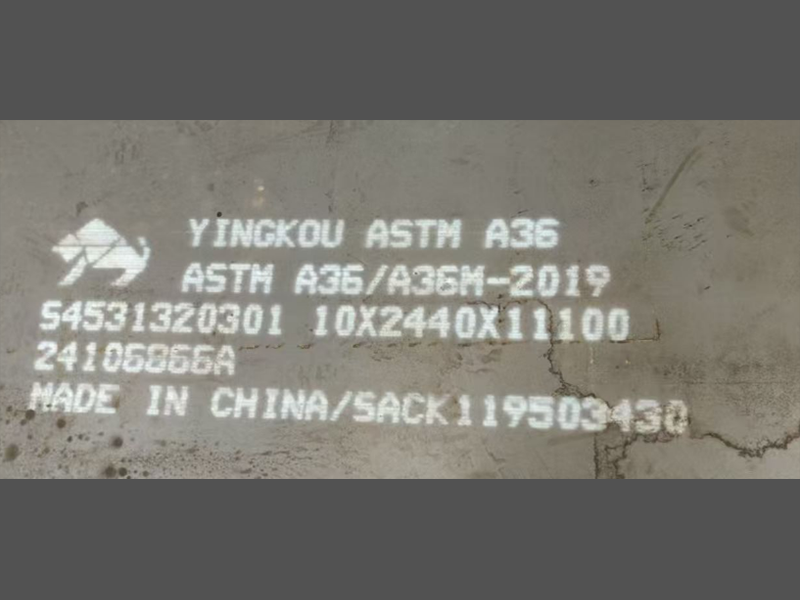 YINGKOU ASTM A36
ASTM A36/A36M-2019
S4531320301 10X2440X11100
24106866A
MADE IN CHINA/SACK119503430